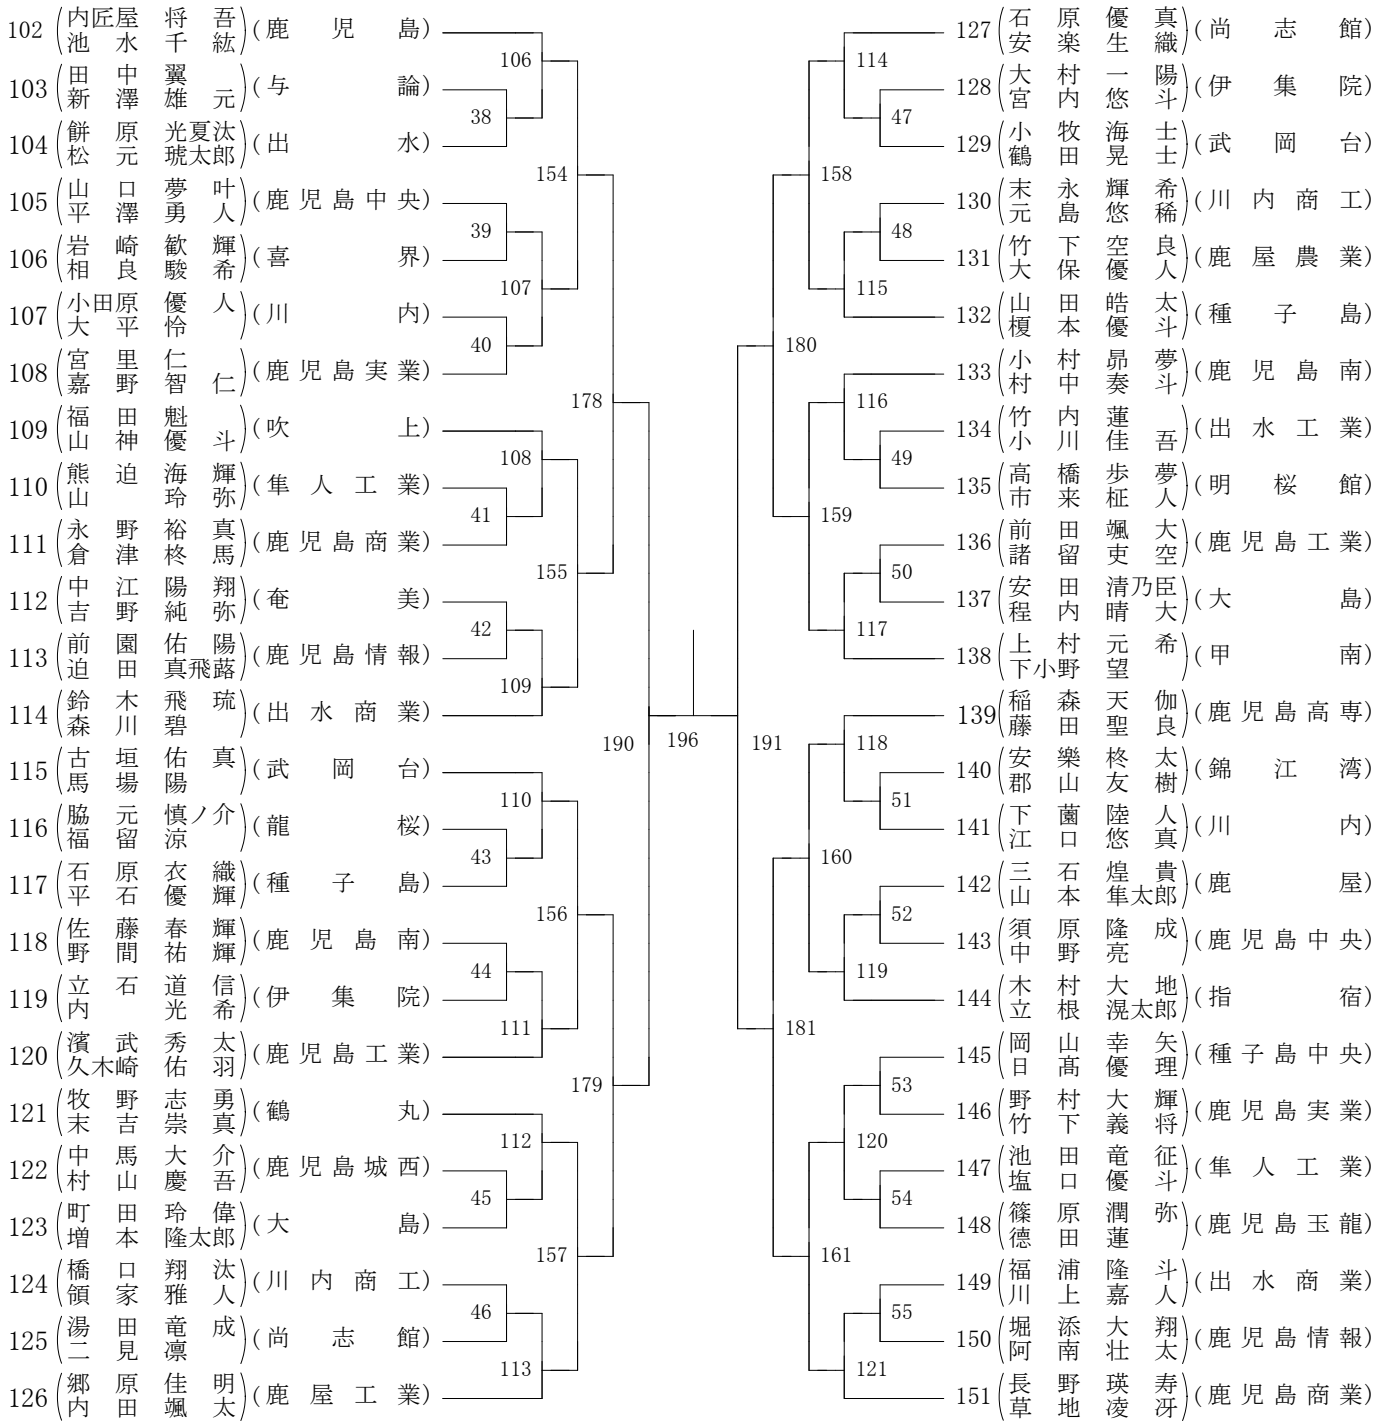 102 (内匠屋 将吾 池水千紘) (鹿児島)
103 (田中翼 新澤雄元) (与論)
104 (餅原光夏汰 松元琥太郎) (出水)
105 (山口夢叶 平澤勇人) (鹿児島中央)
106 (岩崎歓輝 相良駿希) (喜界)
107 (小田原優人 大平怜) (川内)
108 (宮里仁 嘉野智仁) (鹿児島実業)
109 (福田魁 山神優斗) (吹上)
110 (熊迫海輝 山玲弥) (隼人工業)
111 (永野裕真 倉津柊馬) (鹿児島商業)
112 (中江陽翔 吉野純弥) (奄美)
113 (前園佑陽 迫田真飛蕗) (鹿児島情報)
114 (鈴木飛琉 森川碧) (出水商業)
115 (古垣佑真 馬場陽) (武岡台)
116 (脇元慎ノ介 福留涼) (龍桜)
117 (石原衣織 平石優輝) (種子島)
118 (佐藤春輝 野間祐輝) (鹿児島南)
119 (立石道信 内光希) (伊集院)
120 (濱武秀太 久木崎佑羽) (鹿児島工業)
121 (牧野志勇 末吉崇真) (鶴丸)
122 (中馬大介 村山慶吾) (鹿児島城西)
123 (町田玲偉 増本隆太郎) (大島)
124 (橋口翔汰 領家雅人) (川内商工)
125 (湯田竜成 二見凛) (尚志館)
126 (郷原佳明 内田颯太) (鹿屋工業)
106
38
154
39
107
40
178
108
41
155
42
109
190
110
43
156
44
111
179
112
45
157
46
113
196
191
114
47
158
48
115
180
116
49
159
50
117
118
51
160
52
119
181
53
120
54
161
55
121
127 (石原優真 安楽生織) (尚志館)
128 (大村一陽 宮内悠斗) (伊集院)
129 (小牧海士 鶴田晃士) (武岡台)
130 (末永輝希 元島悠稀) (川内商工)
131 (竹下空良 大保優人) (鹿屋農業)
132 (山田皓太 榎本優斗) (種子島)
133 (小村昴夢 村中奏斗) (鹿児島南)
134 (竹内蓮 小川佳吾) (出水工業)
135 (高橋歩夢 市来柾人) (明桜館)
136 (前田颯大 諸留吏空) (鹿児島工業)
137 (安田清乃臣 程内晴大) (大島)
138 (上村元希 下小野望) (甲南)
139 (稲森天伽 藤田聖良) (鹿児島高専)
140 (安樂柊太 郡山友樹) (錦江湾)
141 (下薗陸人 江口悠真) (川内)
142 (三石煌貴 山本隼太郎) (鹿屋)
143 (須原隆成 中野亮) (鹿児島中央)
144 (木村大地 立根滉太郎) (指宿)
145 (岡山幸矢 日髙優理) (種子島中央)
146 (野村大輝 竹下義将) (鹿児島実業)
147 (池田竜征 塩口優斗) (隼人工業)
148 (篠原潤弥 德田蓮) (鹿児島玉龍)
149 (福浦隆斗 川上嘉人) (出水商業)
150 (堀添大翔 阿南壮太) (鹿児島情報)
151 (長野瑛寿 草地凌冴) (鹿児島商業)